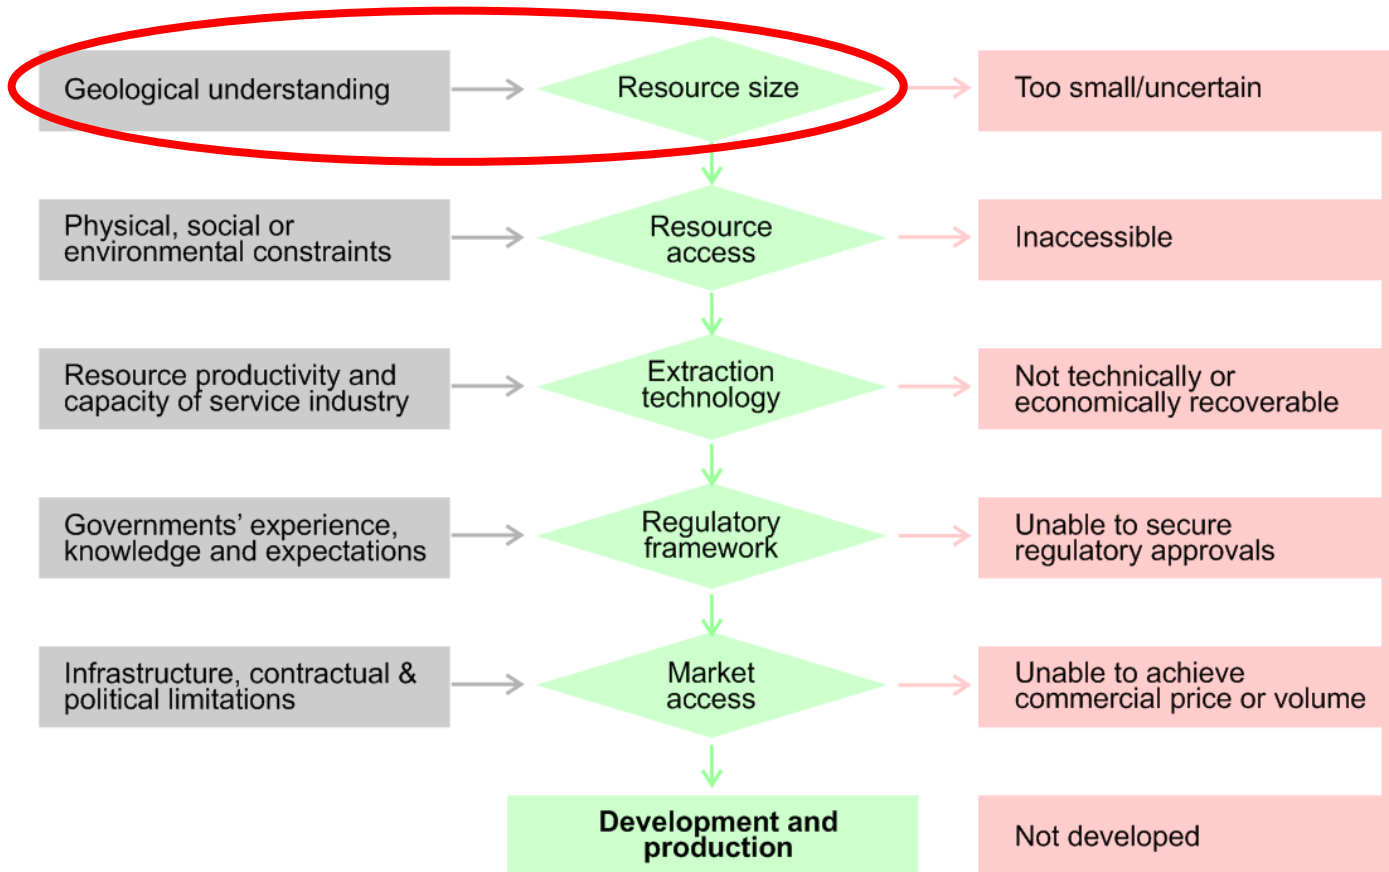 Geological understanding
Resource size
Too small/uncertain
Physical, social or
environmental constraints
Resource
access
Inaccessible
Resource productivity and
capacity of service industry
Extraction
technology
Not technically or
economically recoverable
Governments’ experience,
knowledge and expectations
Regulatory
framework
Unable to secure
regulatory approvals
Infrastructure, contractual &
political limitations
Market
access
Unable to achieve
commercial price or volume
Development and
production
Not developed